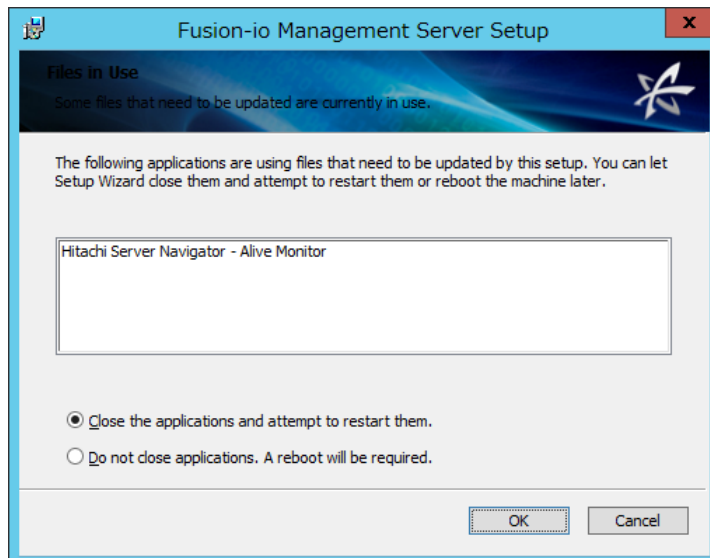 Fusion-io Management Server Setup
x
Files in Use
Some files that need to be updated are currently in use.
The following applications are using files that need to be updated by this setup. You can let
Setup Wizard close them and attempt to restart them or reboot the machine later.
Hitachi Server Navigator - Alive Monitor
Close the applications and attempt to restart them.
Do not close applications. A reboot will be required.
OK
Cancel